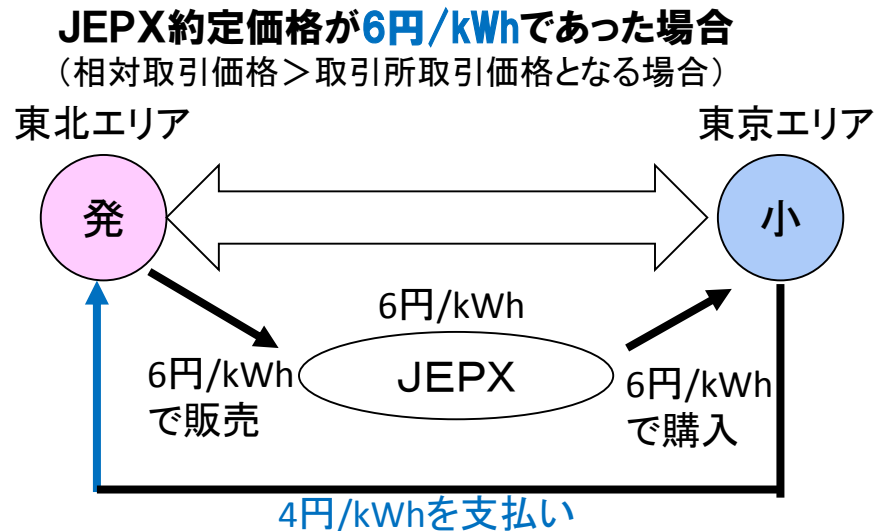 JEPX約定価格が6円/kWhであった場合
（相対取引価格＞取引所取引価格となる場合）
東北エリア
東京エリア
発
小
6円/kWh
JEPX
6円/kWh
で販売
6円/kWh
で購入
4円/kWhを支払い